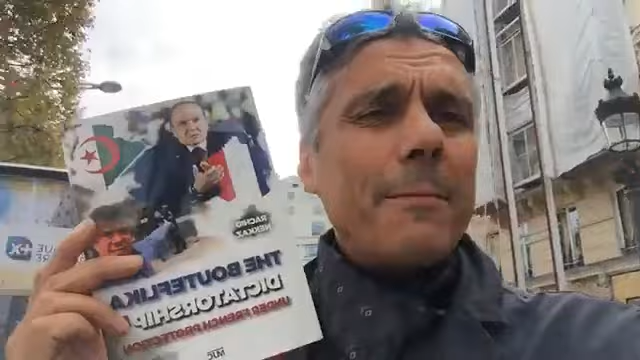 RACHID
NEKKAZ
THE BOUTEFLIKA
DICTATORSHIP
UNDER FRENCH PROTECTION